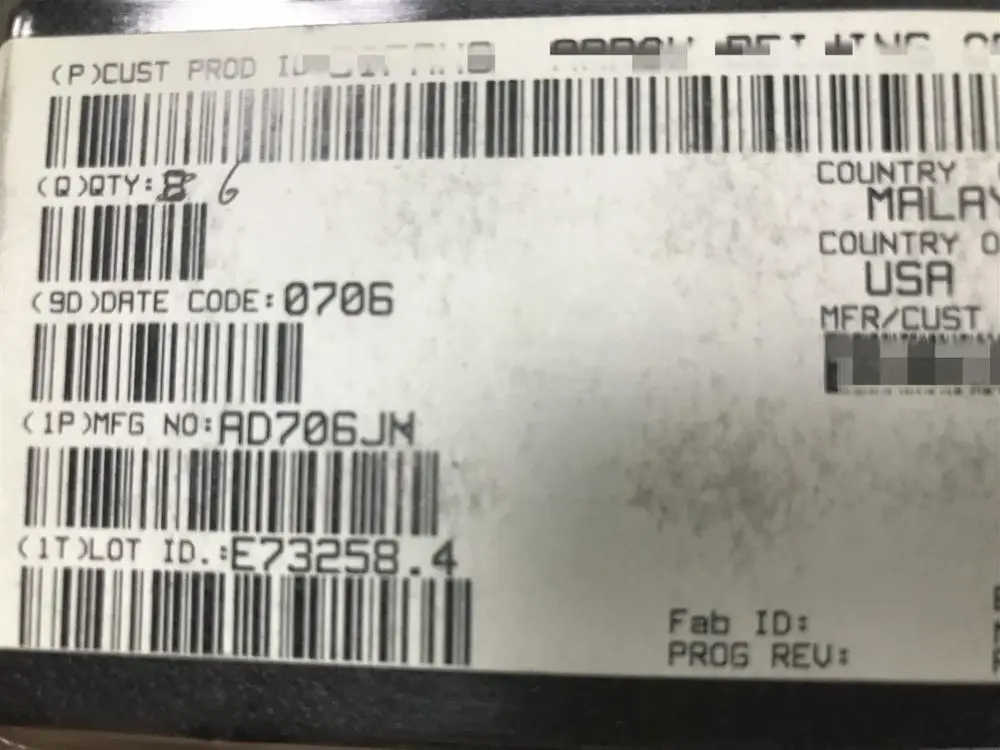 (P)CUST PROD ID
(Q)QTY: 8 6
(9D)DATE CODE:0706
(1P)MFG NO:AD706JN
(1T)LOT ID.:E73258.4
COUNTRY
MALAY
COUNTRY O
USA
MFR/CUST
Fab ID:
PROG REV: